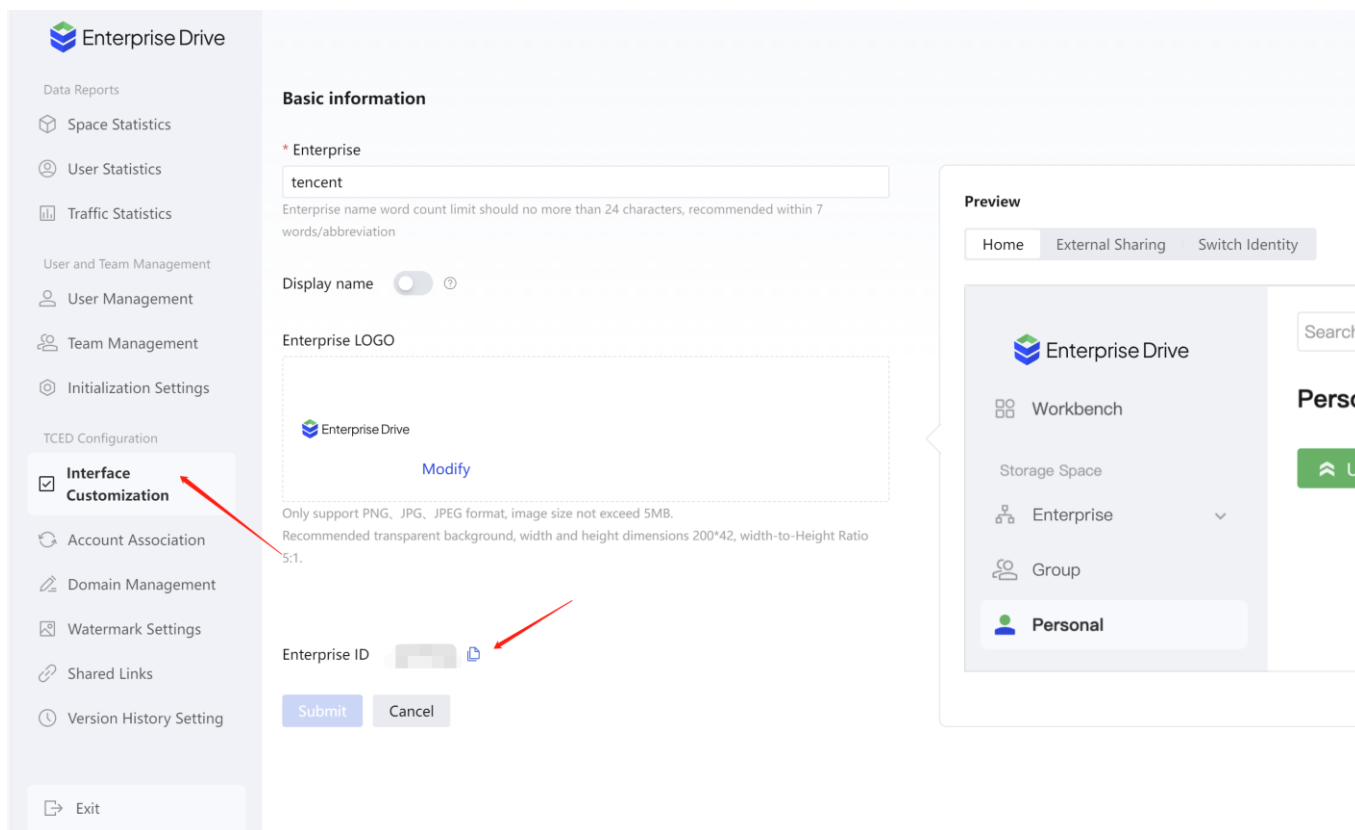 Enterprise Drive
Data Reports
Space Statistics
User Statistics
Traffic Statistics
User and Team Management
User Management
Team Management
Initialization Settings
TCED Configuration
Interface
Customization
Account Association
Domain Management
Watermark Settings
Shared Links
Version History Setting
Exit
Basic information
* Enterprise
tencent
Enterprise name word count limit should no more than 24 characters, recommended within 7
words/abbreviation
Display name
Enterprise LOGO
Enterprise Drive
Modify
Only support PNG、JPG、JPEG format, image size not exceed 5MB.
Recommended transparent background, width and height dimensions 200*42, width-to-Height Ratio
5:1.
Enterprise ID
Submit Cancel
Preview
Home External Sharing Switch Identity
Enterprise Drive
Workbench
Storage Space
Enterprise
Group
Personal
Search